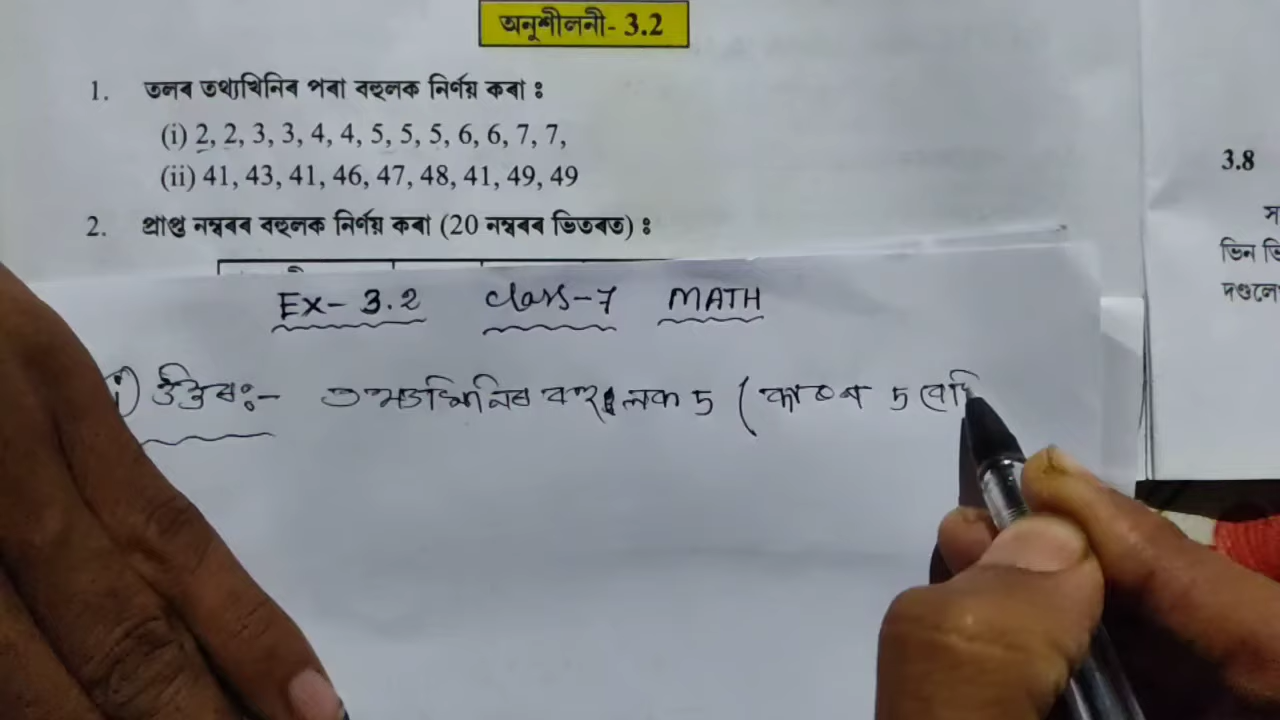 অনুশীলনী- 3.2
1. তলৰ তথ্যখিনিৰ পৰা বহুলক নিৰ্ণয় কৰা ঃ
(i) 2, 2, 3, 3, 4, 4, 5, 5, 5, 6, 6, 7, 7,
(ii) 41, 43, 41, 46, 47, 48, 41, 49, 49
2. প্ৰাপ্ত নম্বৰৰ বহুলক নিৰ্ণয় কৰা (20 নম্বৰৰ ভিতৰত) ঃ
3.8
ভিন
Ex- 3.2 Class-7 MATH
i) উত্তৰঃ- তথ্যখিনিৰ বহুলক 5 (কাৰণ 5 বেছি